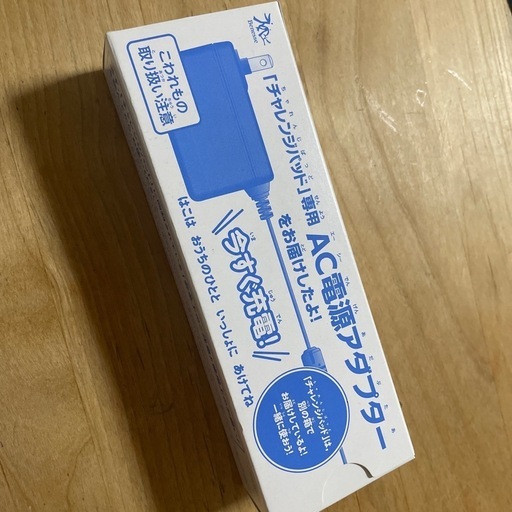 Benesse
こわれもの
取り扱い注意
「チャレンジパッド」専用
AC電源アダプター
をお届けしたよ!
今すぐ充電!
はこは おうちのひとと いっしょに あけてね
「チャレンジパッド」は、
別の箱で
お届けしているよ!
一緒に使おう!